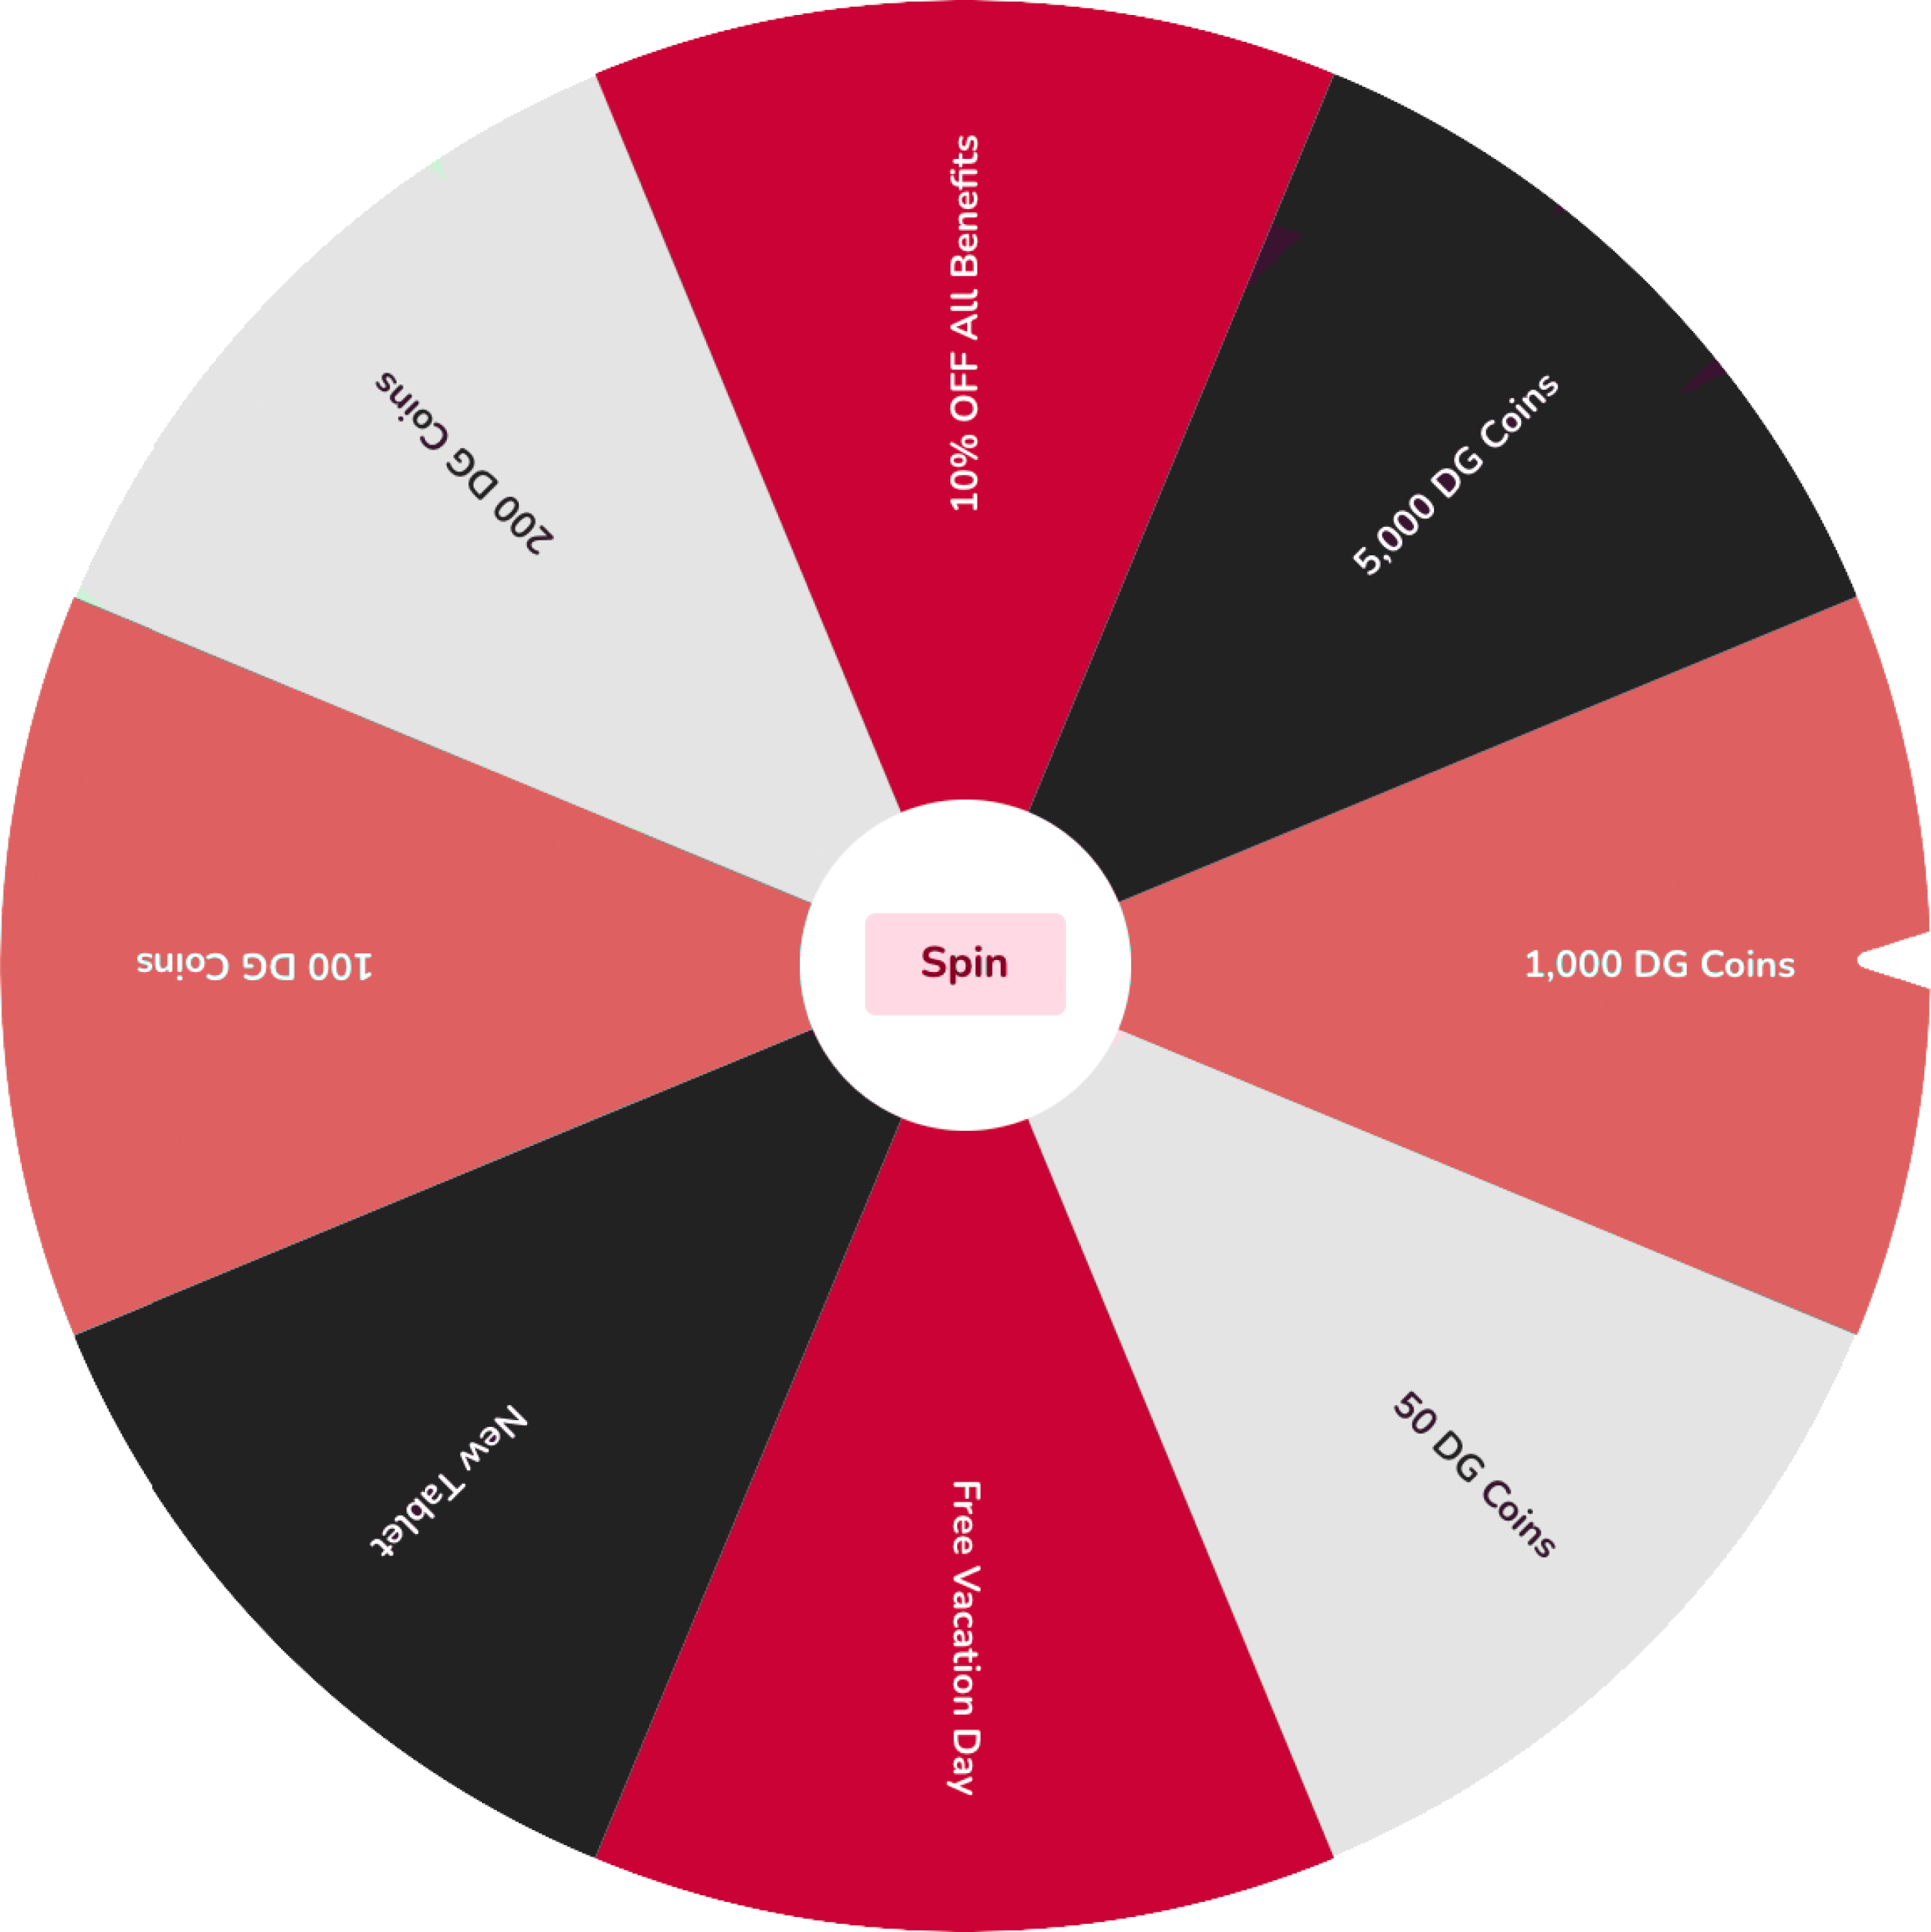 10% OFF All Benefits
5,000 DG Coins
1,000 DG Coins
50 DG Coins
Free Vacation Day
New Tablet
100 DG Coins
200 DG Coins
Spin